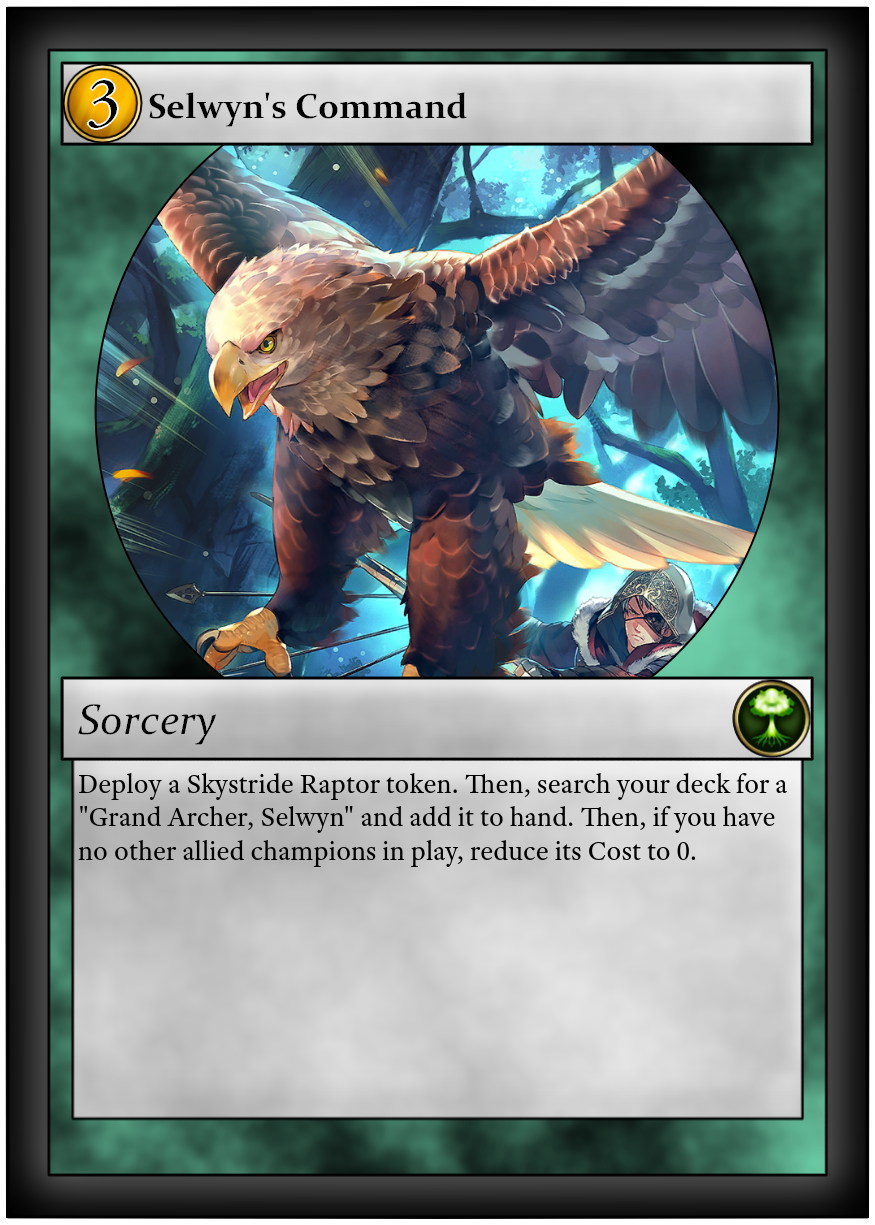 3 Selwyn's Command
Sorcery
Deploy a Skystride Raptor token. Then, search your deck for a
"Grand Archer, Selwyn" and add it to hand. Then, if you have
no other allied champions in play, reduce its Cost to 0.